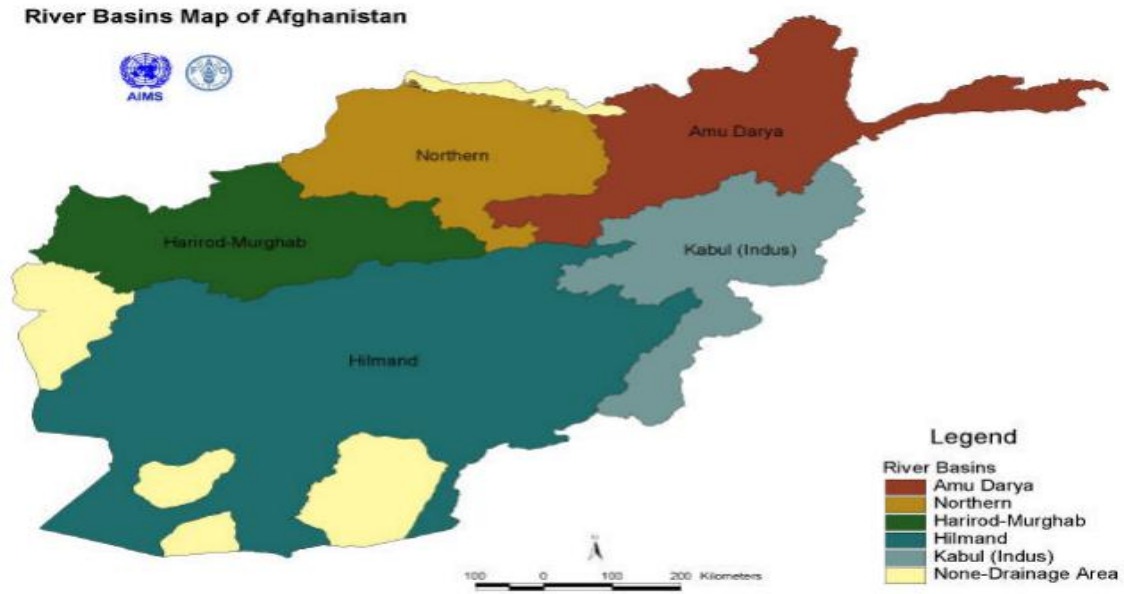 River Basins Map of Afghanistan
AIMS
Amu Darya
Northern
Harirod-Murghab
Kabul (Indus)
Hilmand
Legend
River Basins
Amu Darya
Northern
Harirod-Murghab
Hilmand
Kabul (Indus)
None-Drainage Area
100 0 100 200 Kilometers